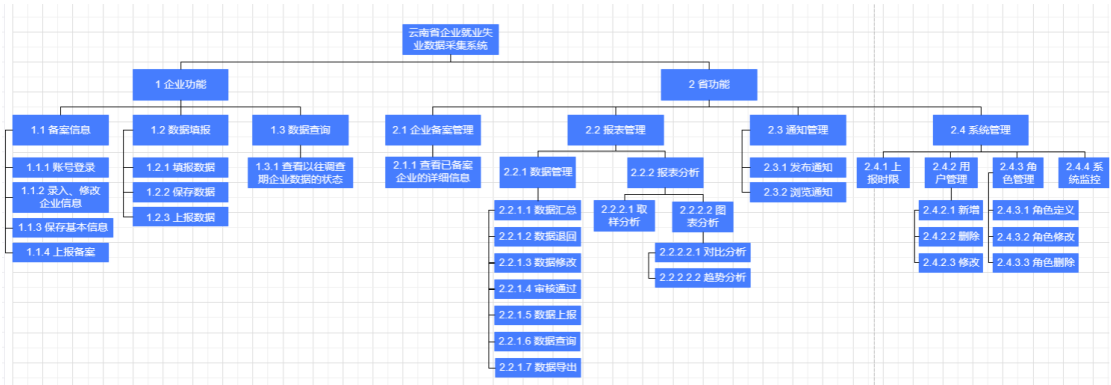 云南省企业就业失
业数据采集系统
1 企业功能
2 省功能
1.1 备案信息
1.2 数据填报
1.3 数据查询
2.1 企业备案管理
2.2 报表管理
2.3 通知管理
2.4 系统管理
1.1.1 账号登录
1.1.2 录入、修改
企业信息
1.1.3 保存基本信息
1.1.4 上报备案
1.2.1 填报数据
1.2.2 保存数据
1.2.3 上报数据
1.3.1 查看以往调查
期企业数据的状态
2.1.1 查看已备案
企业的详细信息
2.2.1 数据管理
2.2.1.1 数据汇总
2.2.1.2 数据退回
2.2.1.3 数据修改
2.2.1.4 审核通过
2.2.1.5 数据上报
2.2.1.6 数据查询
2.2.1.7 数据导出
2.2.2 报表分析
2.2.2.1 取
样分析
2.2.2.2 图
表分析
2.2.2.2.1 对比分析
2.2.2.2.2 趋势分析
2.3.1 发布通知
2.3.2 浏览通知
2.4.1 上
报时限
2.4.2 用
户管理
2.4.2.1 新增
2.4.2.2 删除
2.4.2.3 修改
2.4.3 角
色管理
2.4.3.1 角色定义
2.4.3.2 角色修改
2.4.3.3 角色删除
2.4.4 系
统监控